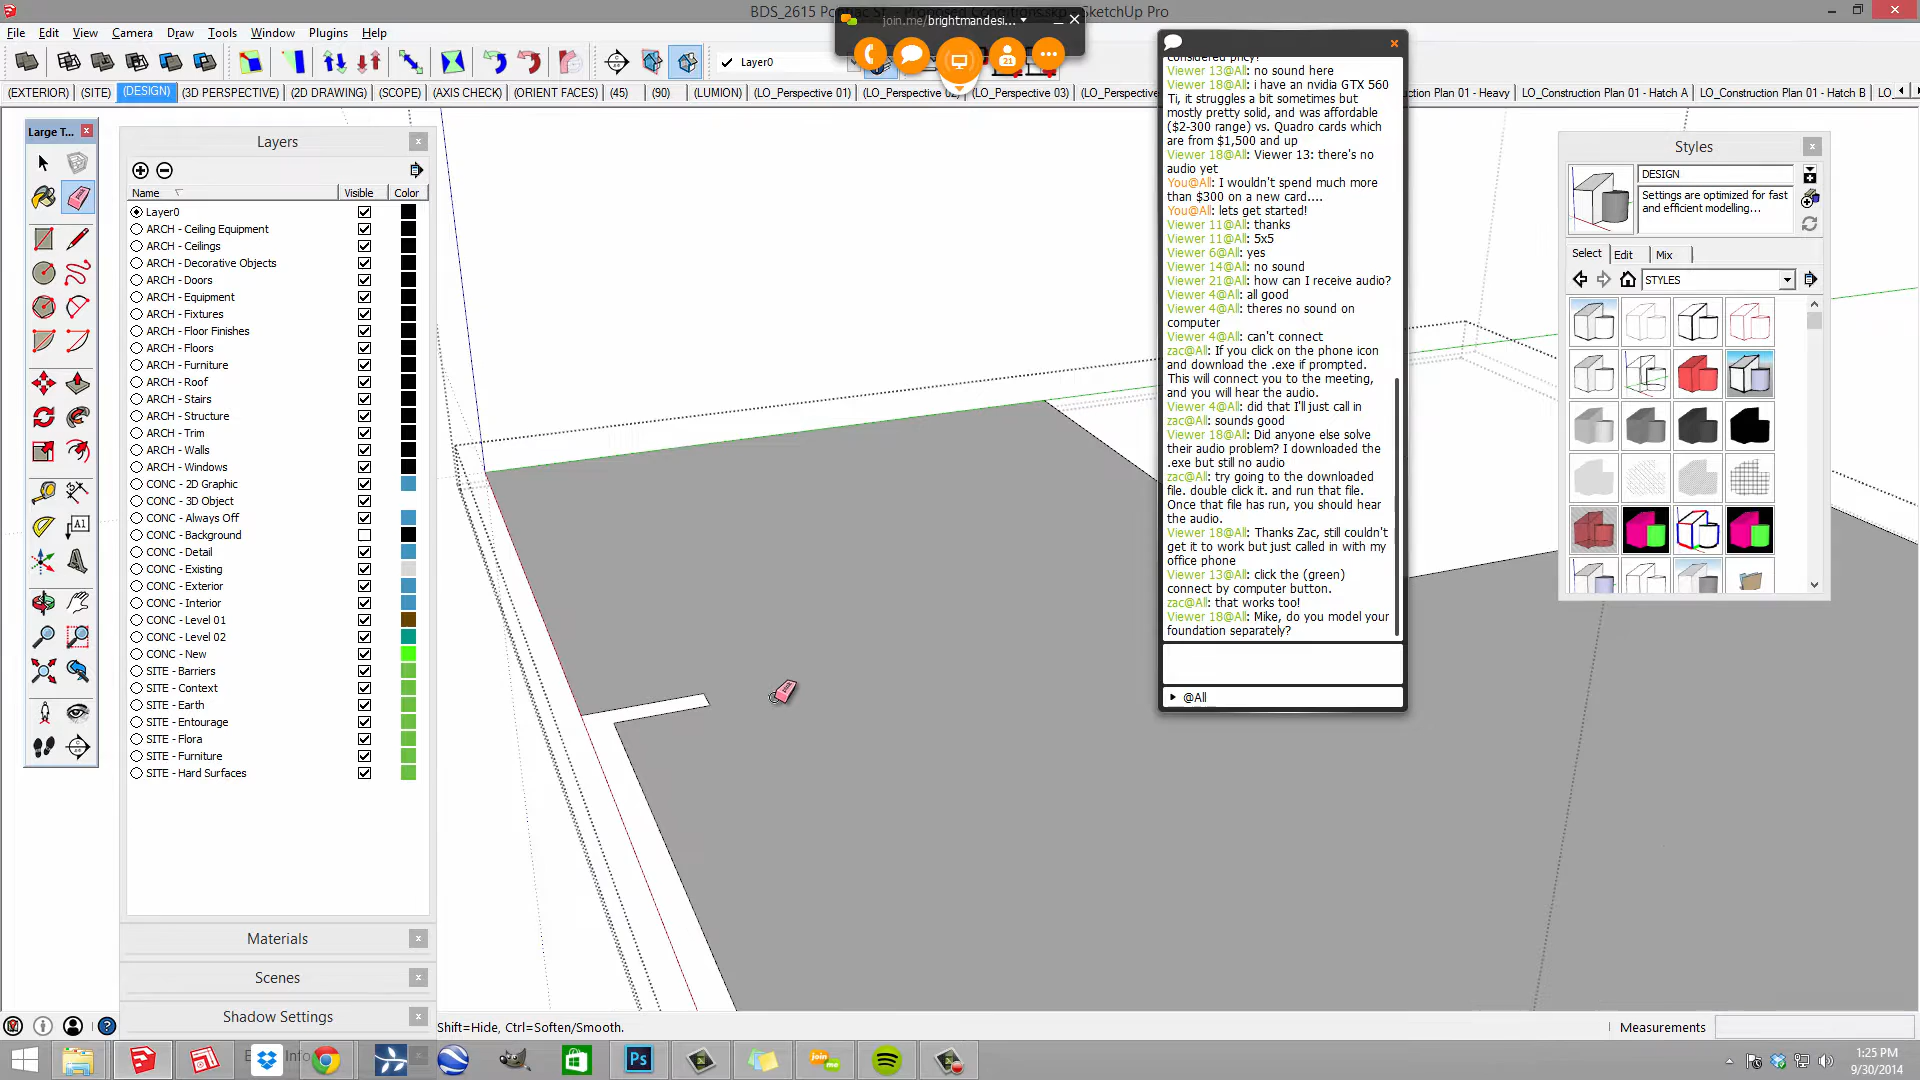 BDS_2615 Pontiac St - Proposed Conditions.skp - SketchUp Pro
join.me/brightmandesi...
File Edit View Camera Draw Tools Window Plugins Help
Layer0
21
(EXTERIOR) (SITE) (DESIGN) (3D PERSPECTIVE) (2D DRAWING) (SCOPE) (AXIS CHECK) (ORIENT FACES) (45) (90) (LO_Perspective 01) (LO_Perspective 02) (LO_Perspective 03) (LO_Perspective
Construction Plan 01 - Heavy LO_Construction Plan 01 - Hatch A LO_Construction Plan 01 - Hatch B LO_
Large T...
Layers
Name Visible Color
Layer0
ARCH - Ceiling Equipment
ARCH - Ceilings
ARCH - Decorative Objects
ARCH - Doors
ARCH - Equipment
ARCH - Fixtures
ARCH - Floor Finishes
ARCH - Floors
ARCH - Furniture
ARCH - Roof
ARCH - Stairs
ARCH - Structure
ARCH - Trim
ARCH - Walls
ARCH - Windows
CONC - 2D Graphic
CONC - 3D Object
CONC - Always Off
CONC - Background
CONC - Detail
CONC - Existing
CONC - Exterior
CONC - Interior
CONC - Level 01
CONC - Level 02
CONC - New
SITE - Barriers
SITE - Context
SITE - Earth
SITE - Entourage
SITE - Flora
SITE - Furniture
SITE - Hard Surfaces
Materials
Scenes
Shadow Settings
considered pricy!
Viewer 13@All: no sound here
Viewer 18@All: i have an nvidia GTX 560
Ti, it struggles a bit sometimes but
mostly pretty solid, and was affordable
($2-300 range) vs. Quadro cards which
are from $1,500 and up
Viewer 18@All: Viewer 13: there's no
audio yet
You@All: I wouldn't spend much more
than $300 on a new card....
You@All: lets get started!
Viewer 11@All: thanks
Viewer 11@All: 5x5
Viewer 6@All: yes
Viewer 14@All: no sound
Viewer 21@All: how can I receive audio?
Viewer 4@All: all good
Viewer 4@All: theres no sound on
computer
Viewer 4@All: can't connect
zac@All: If you click on the phone icon
and download the .exe if prompted.
This will connect you to the meeting,
and you will hear the audio.
Viewer 4@All: did that I'll just call in
zac@All: sounds good
Viewer 18@All: Did anyone else solve
their audio problem? I downloaded the
.exe but still no audio
zac@All: try going to the downloaded
file. double click it. and run that file.
Once that file has run, you should hear
the audio.
Viewer 18@All: Thanks Zac, still couldn't
get it to work but just called in with my
office phone
Viewer 13@All: click the (green)
connect by computer button.
zac@All: that works too!
Viewer 18@All: Mike, do you model your
foundation separately?
@All
Styles
DESIGN
Settings are optimized for fast
and efficient modelling...
Select Edit Mix
STYLES
Shift=Hide, Ctrl=Soften/Smooth.
Measurements
Ps
join
me
1:25 PM
9/30/2014